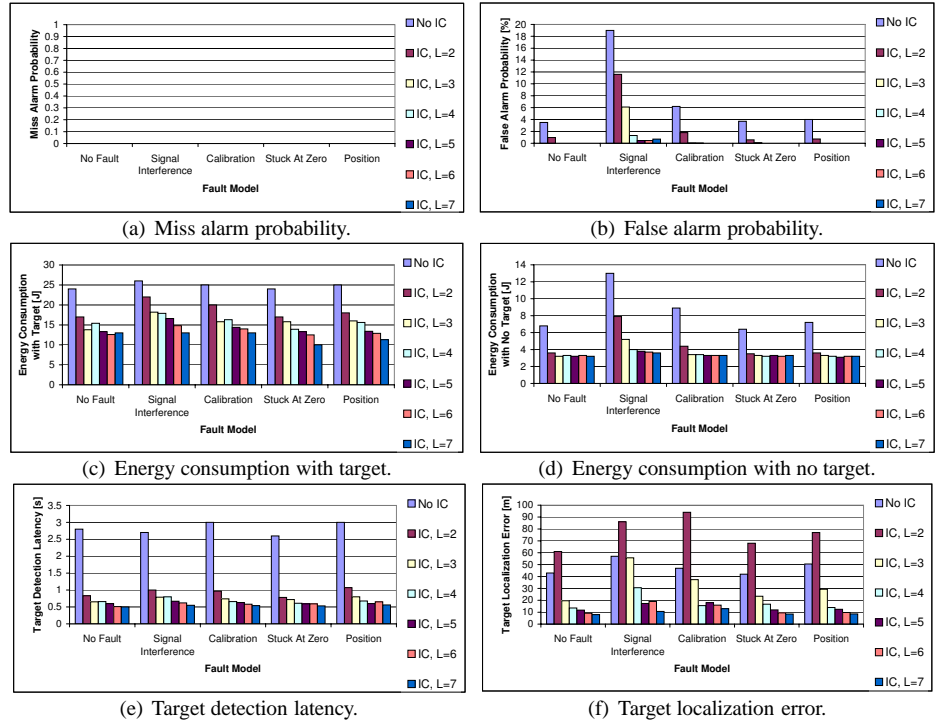 1
0.9
0.8
0.7
0.6
0.5
0.4
0.3
0.2
0.1
0
Miss Alarm Probability
No Fault
Signal Interference
Calibration
Stuck At Zero
Position
Fault Model
No IC
IC, L=2
IC, L=3
IC, L=4
IC, L=5
IC, L=6
IC, L=7
(a) Miss alarm probability.
20
18
16
14
12
10
8
6
4
2
0
False Alarm Probability [%]
No Fault
Signal Interference
Calibration
Stuck At Zero
Position
Fault Model
No IC
IC, L=2
IC, L=3
IC, L=4
IC, L=5
IC, L=6
IC, L=7
(b) False alarm probability.
30
25
20
15
10
5
0
Energy Consumption
with Target [J]
No Fault
Signal Interference
Calibration
Stuck At Zero
Position
Fault Model
No IC
IC, L=2
IC, L=3
IC, L=4
IC, L=5
IC, L=6
IC, L=7
(c) Energy consumption with target.
14
12
10
8
6
4
2
0
Energy Consumption
with No Target [J]
No Fault
Signal Interference
Calibration
Stuck At Zero
Position
Fault Model
No IC
IC, L=2
IC, L=3
IC, L=4
IC, L=5
IC, L=6
IC, L=7
(d) Energy consumption with no target.
3.5
3
2.5
2
1.5
1
0.5
0
Target Detection Latency [s]
No Fault
Signal Interference
Calibration
Stuck At Zero
Position
Fault Model
No IC
IC, L=2
IC, L=3
IC, L=4
IC, L=5
IC, L=6
IC, L=7
(e) Target detection latency.
100
90
80
70
60
50
40
30
20
10
0
Target Localization Error [m]
No Fault
Signal Interference
Calibration
Stuck At Zero
Position
Fault Model
No IC
IC, L=2
IC, L=3
IC, L=4
IC, L=5
IC, L=6
IC, L=7
(f) Target localization error.